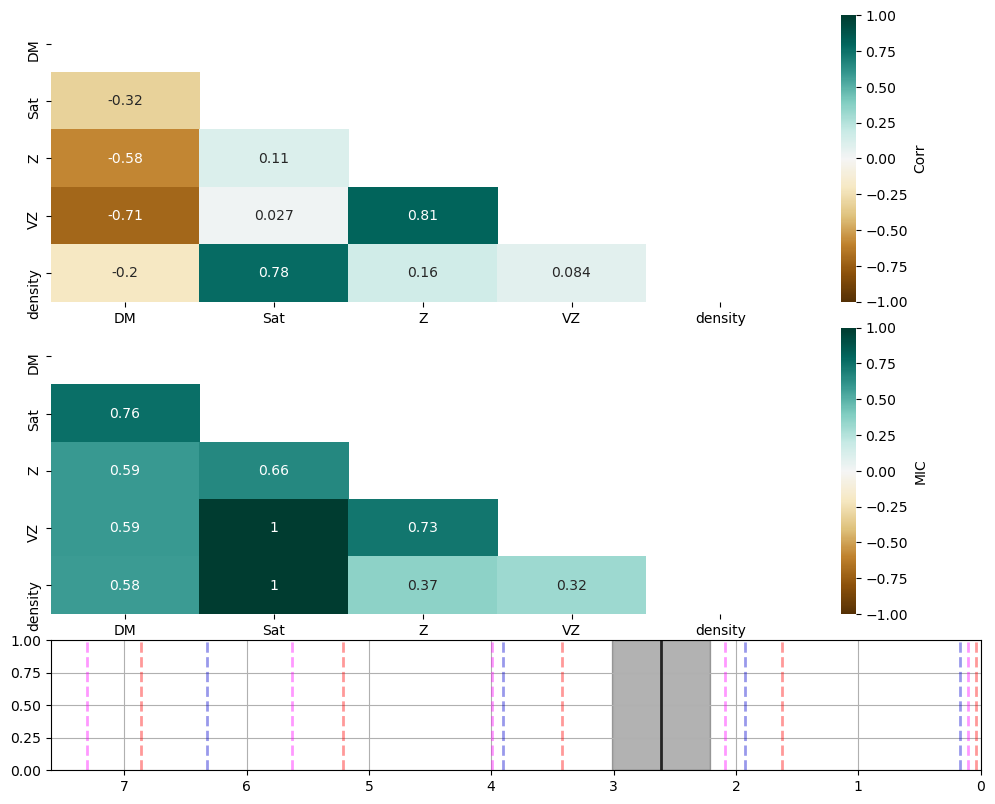 DM
Sat
Z
VZ
density
-0.32
-0.58
0.11
-0.71
0.027
0.81
-0.2
0.78
0.16
0.084
DM Sat Z VZ density
1.00
0.75
0.50
0.25
0.00
−0.25
−0.50
−0.75
−1.00
Corr
DM
Sat
Z
VZ
density
0.76
0.59
0.66
0.59
1
0.73
0.58
1
0.37
0.32
DM Sat Z VZ density
1.00
0.75
0.50
0.25
0.00
−0.25
−0.50
−0.75
−1.00
MIC
1.00
0.75
0.50
0.25
0.00
7 6 5 4 3 2 1 0